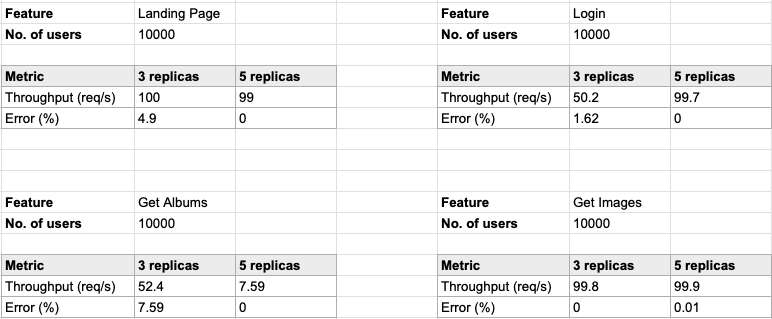 Feature Landing Page
No. of users 10000
Metric 3 replicas 5 replicas
Throughput (req/s) 100 99
Error (%) 4.9 0
Feature Login
No. of users 10000
Metric 3 replicas 5 replicas
Throughput (req/s) 50.2 99.7
Error (%) 1.62 0
Feature Get Albums
No. of users 10000
Metric 3 replicas 5 replicas
Throughput (req/s) 52.4 7.59
Error (%) 7.59 0
Feature Get Images
No. of users 10000
Metric 3 replicas 5 replicas
Throughput (req/s) 99.8 99.9
Error (%) 0 0.01